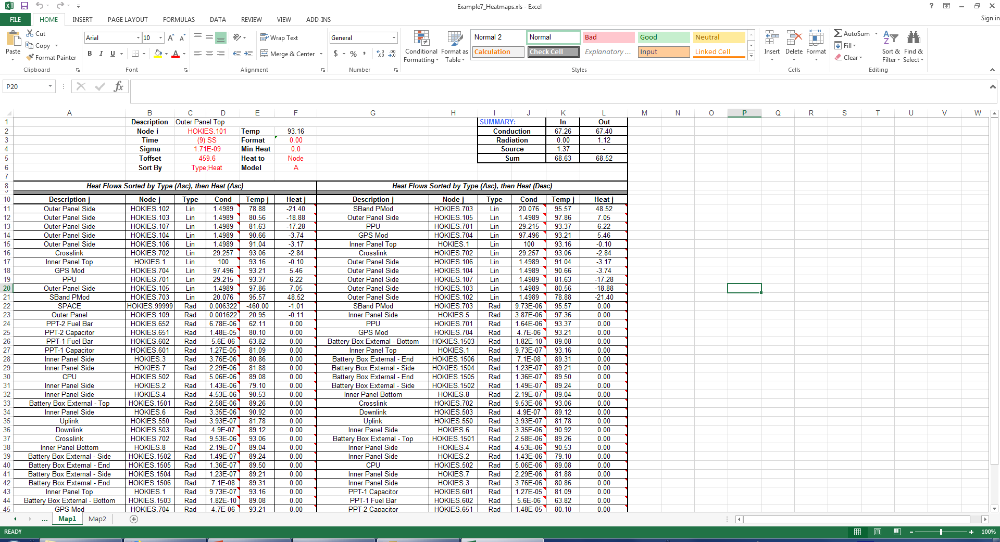 Example7_Heatmaps.xls - Excel
?
FILE HOME INSERT PAGE LAYOUT FORMULAS DATA REVIEW VIEW ADD-INS Sign in
Paste Cut Copy Format Painter Clipboard
Arial 10 A A B I U A Font
Wrap Text Merge & Center Alignment
General $ % , Number
Conditional Formatting Format as Table
Normal 2 Normal Bad Good Neutral
Calculation Check Cell Explanatory ... Input Linked Cell
Styles
Insert Delete Format Cells
AutoSum Fill Clear Sort & Filter Find & Select Editing
P20 fx
A B C D E F G H I J K L M N O P Q R S T U V W
1 Description Outer Panel Top SUMMARY: In Out
2 Node i HOKIES.101 Temp 93.16 Conduction 67.26 67.40
3 Time (9) SS Format 0.00 Radiation 0.00 1.12
4 Sigma 1.71E-09 Min Heat 0.0 Source 1.37 -
5 Toffset 459.6 Heat to Node Sum 68.63 68.52
6 Sort By Type;Heat Model A
7
8 Heat Flows Sorted by Type (Asc), then Heat (Asc) Heat Flows Sorted by Type (Asc), then Heat (Desc)
10 Description j Node j Type Cond Temp j Heat j Description j Node j Type Cond Temp j Heat j
11 Outer Panel Side HOKIES.102 Lin 1.4989 78.88 -21.40 SBand PMod HOKIES.703 Lin 20.076 95.57 48.52
12 Outer Panel Side HOKIES.103 Lin 1.4989 80.56 -18.88 Outer Panel Side HOKIES.105 Lin 1.4989 97.86 7.05
13 Outer Panel Side HOKIES.107 Lin 1.4989 81.63 -17.28 PPU HOKIES.701 Lin 29.215 93.37 6.22
14 Outer Panel Side HOKIES.104 Lin 1.4989 90.66 -3.74 GPS Mod HOKIES.704 Lin 97.496 93.21 5.46
15 Outer Panel Side HOKIES.106 Lin 1.4989 91.04 -3.17 Inner Panel Top HOKIES.1 Lin 100 93.16 -0.10
16 Crosslink HOKIES.702 Lin 29.257 93.06 -2.84 Crosslink HOKIES.702 Lin 29.257 93.06 -2.84
17 Inner Panel Top HOKIES.1 Lin 100 93.16 -0.10 Outer Panel Side HOKIES.106 Lin 1.4989 91.04 -3.17
18 GPS Mod HOKIES.704 Lin 97.496 93.21 5.46 Outer Panel Side HOKIES.104 Lin 1.4989 90.66 -3.74
19 PPU HOKIES.701 Lin 29.215 93.37 6.22 Outer Panel Side HOKIES.107 Lin 1.4989 81.63 -17.28
20 Outer Panel Side HOKIES.105 Lin 1.4989 97.86 7.05 Outer Panel Side HOKIES.103 Lin 1.4989 80.56 -18.88
21 SBand PMod HOKIES.703 Lin 20.076 95.57 48.52 Outer Panel Side HOKIES.102 Lin 1.4989 78.88 -21.40
22 SPACE HOKIES.99999 Rad 0.006322 -460.00 -1.01 SBand PMod HOKIES.703 Rad 9.73E-06 95.57 0.00
23 Outer Panel HOKIES.109 Rad 0.001622 20.95 -0.11 Inner Panel Side HOKIES.5 Rad 3.87E-06 97.36 0.00
24 PPT-2 Fuel Bar HOKIES.652 Rad 6.78E-06 62.11 0.00 PPU HOKIES.701 Rad 1.64E-06 93.37 0.00
25 PPT-2 Capacitor HOKIES.651 Rad 1.48E-05 80.10 0.00 GPS Mod HOKIES.704 Rad 4.7E-06 93.21 0.00
26 PPT-1 Fuel Bar HOKIES.602 Rad 5.6E-06 63.82 0.00 Battery Box External - Bottom HOKIES.1503 Rad 1.82E-10 89.08 0.00
27 PPT-1 Capacitor HOKIES.601 Rad 1.27E-05 81.09 0.00 Inner Panel Top HOKIES.1 Rad 9.73E-07 93.16 0.00
28 Inner Panel Side HOKIES.3 Rad 3.76E-06 80.86 0.00 Battery Box External - End HOKIES.1506 Rad 7.1E-08 89.31 0.00
29 Inner Panel Side HOKIES.7 Rad 2.29E-06 81.88 0.00 Battery Box External - Side HOKIES.1504 Rad 1.23E-07 89.21 0.00
30 CPU HOKIES.502 Rad 5.06E-06 89.08 0.00 Battery Box External - End HOKIES.1505 Rad 1.36E-07 89.50 0.00
31 Inner Panel Side HOKIES.2 Rad 1.43E-06 79.10 0.00 Battery Box External - Side HOKIES.1502 Rad 1.49E-07 89.24 0.00
32 Inner Panel Side HOKIES.4 Rad 4.53E-06 90.53 0.00 Inner Panel Bottom HOKIES.8 Rad 2.19E-07 89.04 0.00
33 Battery Box External - Top HOKIES.1501 Rad 2.58E-06 89.26 0.00 Crosslink HOKIES.702 Rad 9.53E-06 93.06 0.00
34 Inner Panel Side HOKIES.6 Rad 3.35E-06 90.92 0.00 Downlink HOKIES.503 Rad 4.9E-07 89.12 0.00
35 Uplink HOKIES.550 Rad 3.93E-07 81.78 0.00 Uplink HOKIES.550 Rad 3.93E-07 81.78 0.00
36 Downlink HOKIES.503 Rad 4.9E-07 89.12 0.00 Inner Panel Side HOKIES.6 Rad 3.35E-06 90.92 0.00
37 Crosslink HOKIES.702 Rad 9.53E-06 93.06 0.00 Battery Box External - Top HOKIES.1501 Rad 2.58E-06 89.26 0.00
38 Inner Panel Bottom HOKIES.8 Rad 2.19E-07 89.04 0.00 Inner Panel Side HOKIES.4 Rad 4.53E-06 90.53 0.00
39 Battery Box External - Side HOKIES.1502 Rad 1.49E-07 89.24 0.00 Inner Panel Side HOKIES.2 Rad 1.43E-06 79.10 0.00
40 Battery Box External - End HOKIES.1505 Rad 1.36E-07 89.50 0.00 CPU HOKIES.502 Rad 5.06E-06 89.08 0.00
41 Battery Box External - Side HOKIES.1504 Rad 1.23E-07 89.21 0.00 Inner Panel Side HOKIES.7 Rad 2.29E-06 81.88 0.00
42 Battery Box External - End HOKIES.1506 Rad 7.1E-08 89.31 0.00 Inner Panel Side HOKIES.3 Rad 3.76E-06 80.86 0.00
43 Inner Panel Top HOKIES.1 Rad 9.73E-07 93.16 0.00 PPT-1 Capacitor HOKIES.601 Rad 1.27E-05 81.09 0.00
44 Battery Box External - Bottom HOKIES.1503 Rad 1.82E-10 89.08 0.00 PPT-1 Fuel Bar HOKIES.602 Rad 5.6E-06 63.82 0.00
45 GPS Mod HOKIES.704 Rad 4.7E-06 93.21 0.00 PPT-2 Capacitor HOKIES.651 Rad 1.48E-05 80.10 0.00
... Map1 Map2
READY 100%